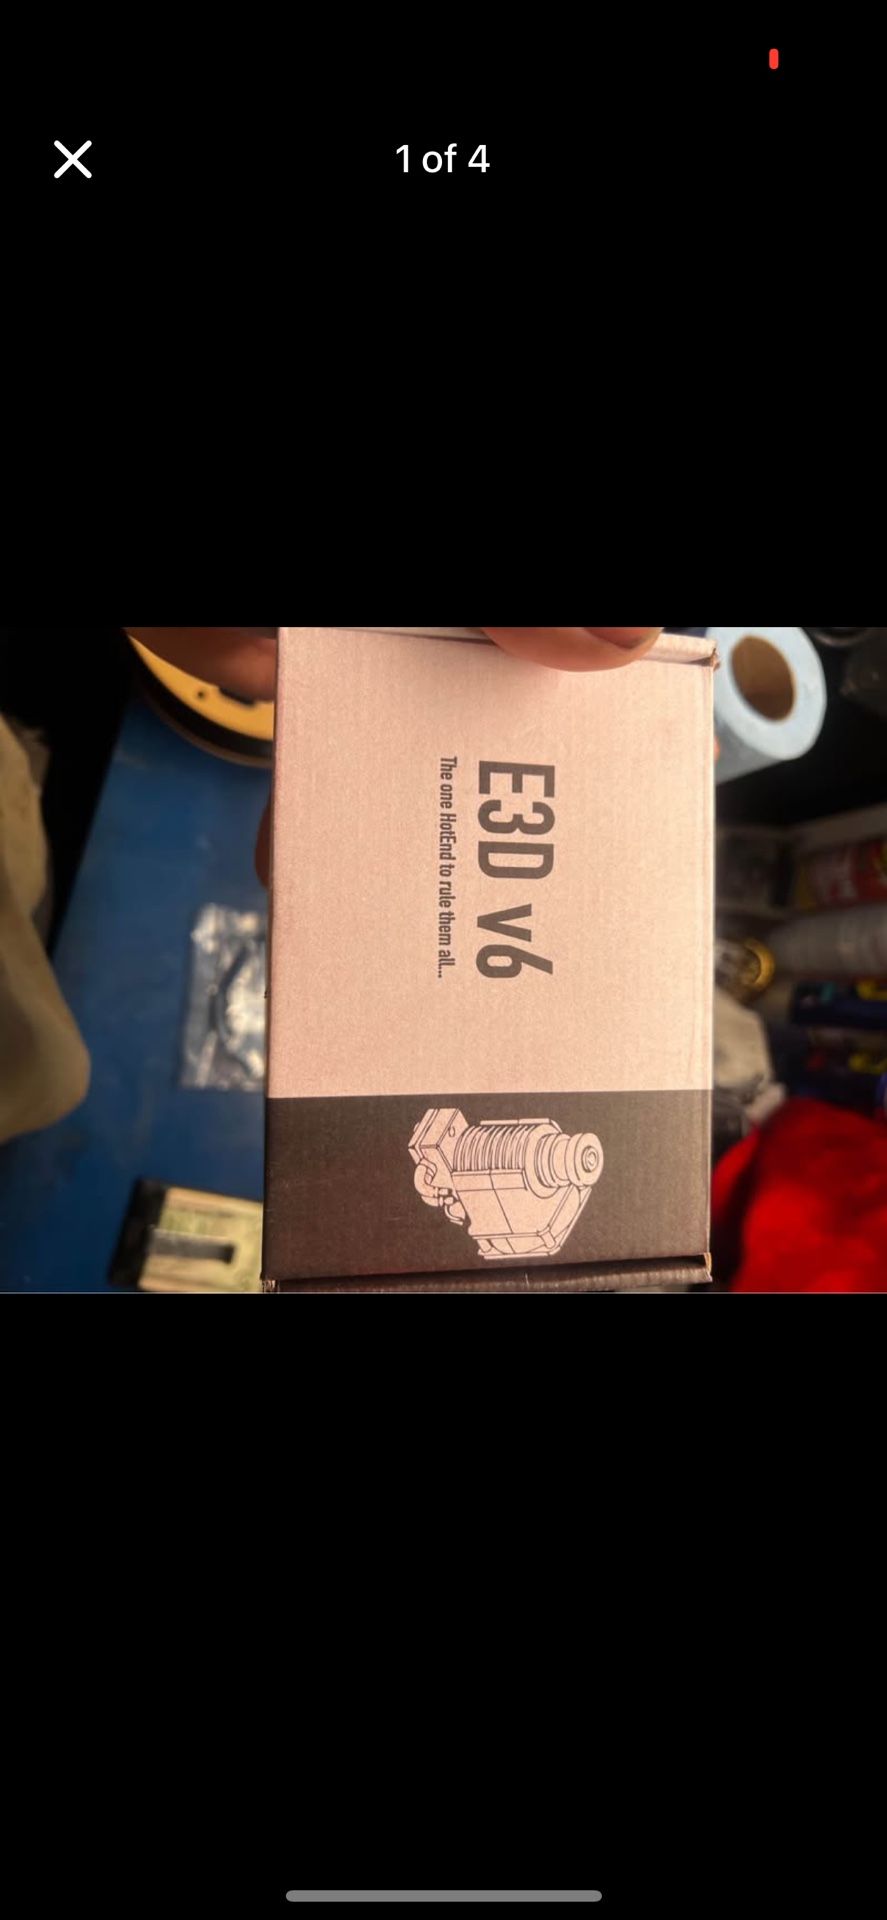 1 of 4
E3D v6
The one HotEnd to rule them all...